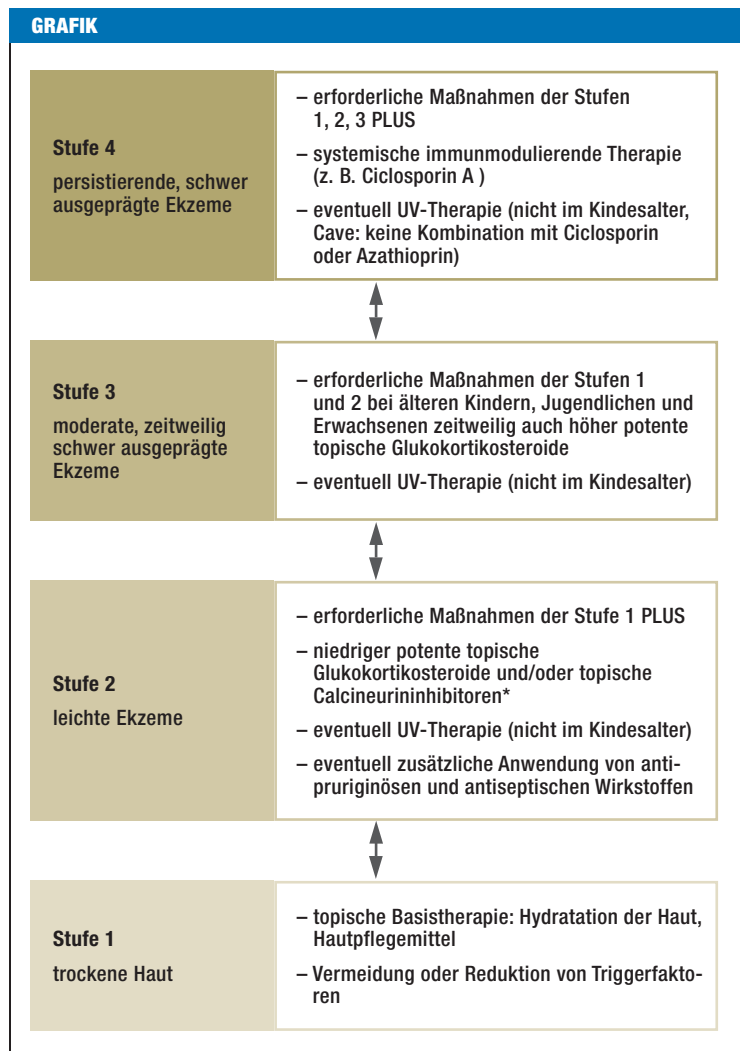 GRAFIK
Stufe 4
persistierende, schwer
ausgeprägte Ekzeme
– erforderliche Maßnahmen der Stufen
1, 2, 3 PLUS
– systemische immunmodulierende Therapie
(z. B. Ciclosporin A )
– eventuell UV-Therapie (nicht im Kindesalter,
Cave: keine Kombination mit Ciclosporin
oder Azathioprin)
Stufe 3
moderate, zeitweilig
schwer ausgeprägte
Ekzeme
– erforderliche Maßnahmen der Stufen 1
und 2 bei älteren Kindern, Jugendlichen und
Erwachsenen zeitweilig auch höher potente
topische Glukokortikosteroide
– eventuell UV-Therapie (nicht im Kindesalter)
Stufe 2
leichte Ekzeme
– erforderliche Maßnahmen der Stufe 1 PLUS
– niedriger potente topische
Glukokortikosteroide und/oder topische
Calcineurininhibitoren*
– eventuell UV-Therapie (nicht im Kindesalter)
– eventuell zusätzliche Anwendung von anti-
pruriginösen und antiseptischen Wirkstoffen
Stufe 1
trockene Haut
– topische Basistherapie: Hydratation der Haut,
Hautpflegemittel
– Vermeidung oder Reduktion von Triggerfakto-
ren